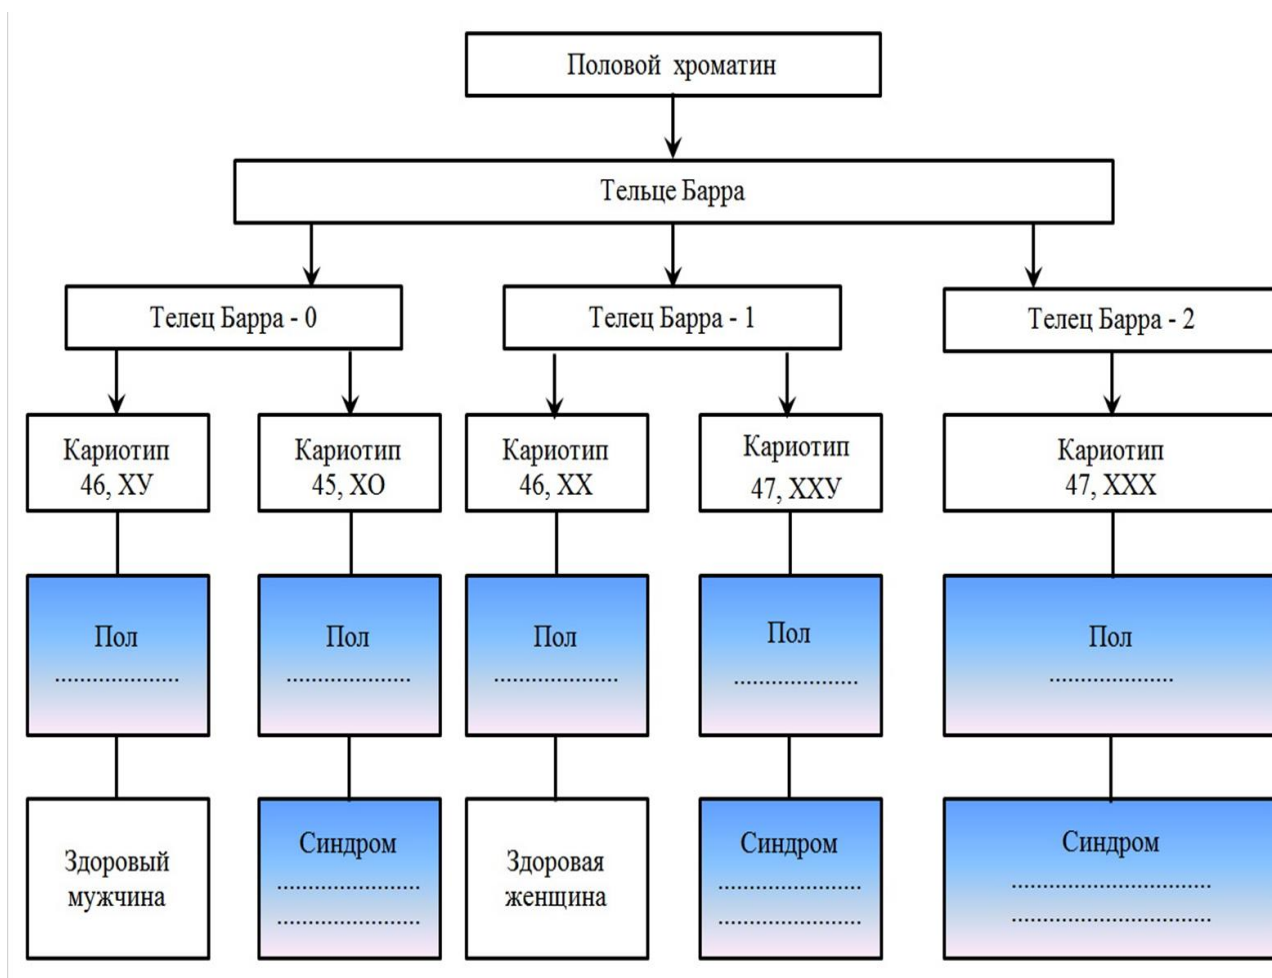 Половой хроматин
Тельце Барра
Телец Барра - 0
Телец Барра - 1
Телец Барра - 2
Кариотип
46, ХУ
Кариотип
45, ХО
Кариотип
46, ХХ
Кариотип
47, ХХУ
Кариотип
47, ХХХ
Пол
....................
Пол
....................
Пол
....................
Пол
....................
Пол
....................
Здоровый
мужчина
Синдром
.......................
.......................
Здоровая
женщина
Синдром
.......................
.......................
Синдром
................................
................................